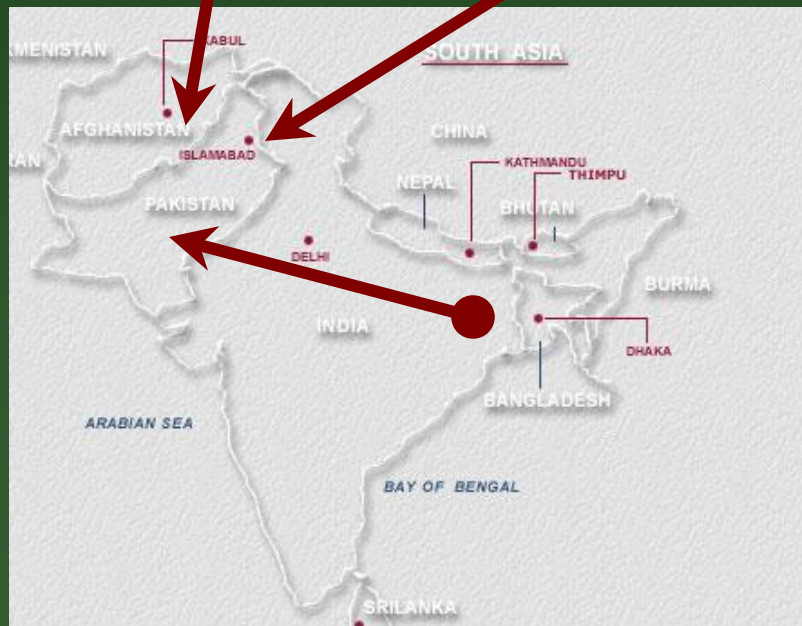 KABUL
KMENISTAN
SOUTH ASIA
AFGHANISTAN
CHINA
ISLAMABAD
RAN
KATHMANDU
THIMPU
NEPAL
PAKISTAN
BHUTAN
DELHI
BURMA
INDIA
DHAKA
BANGLADESH
ARABIAN SEA
BAY OF BENGAL
SRILANKA